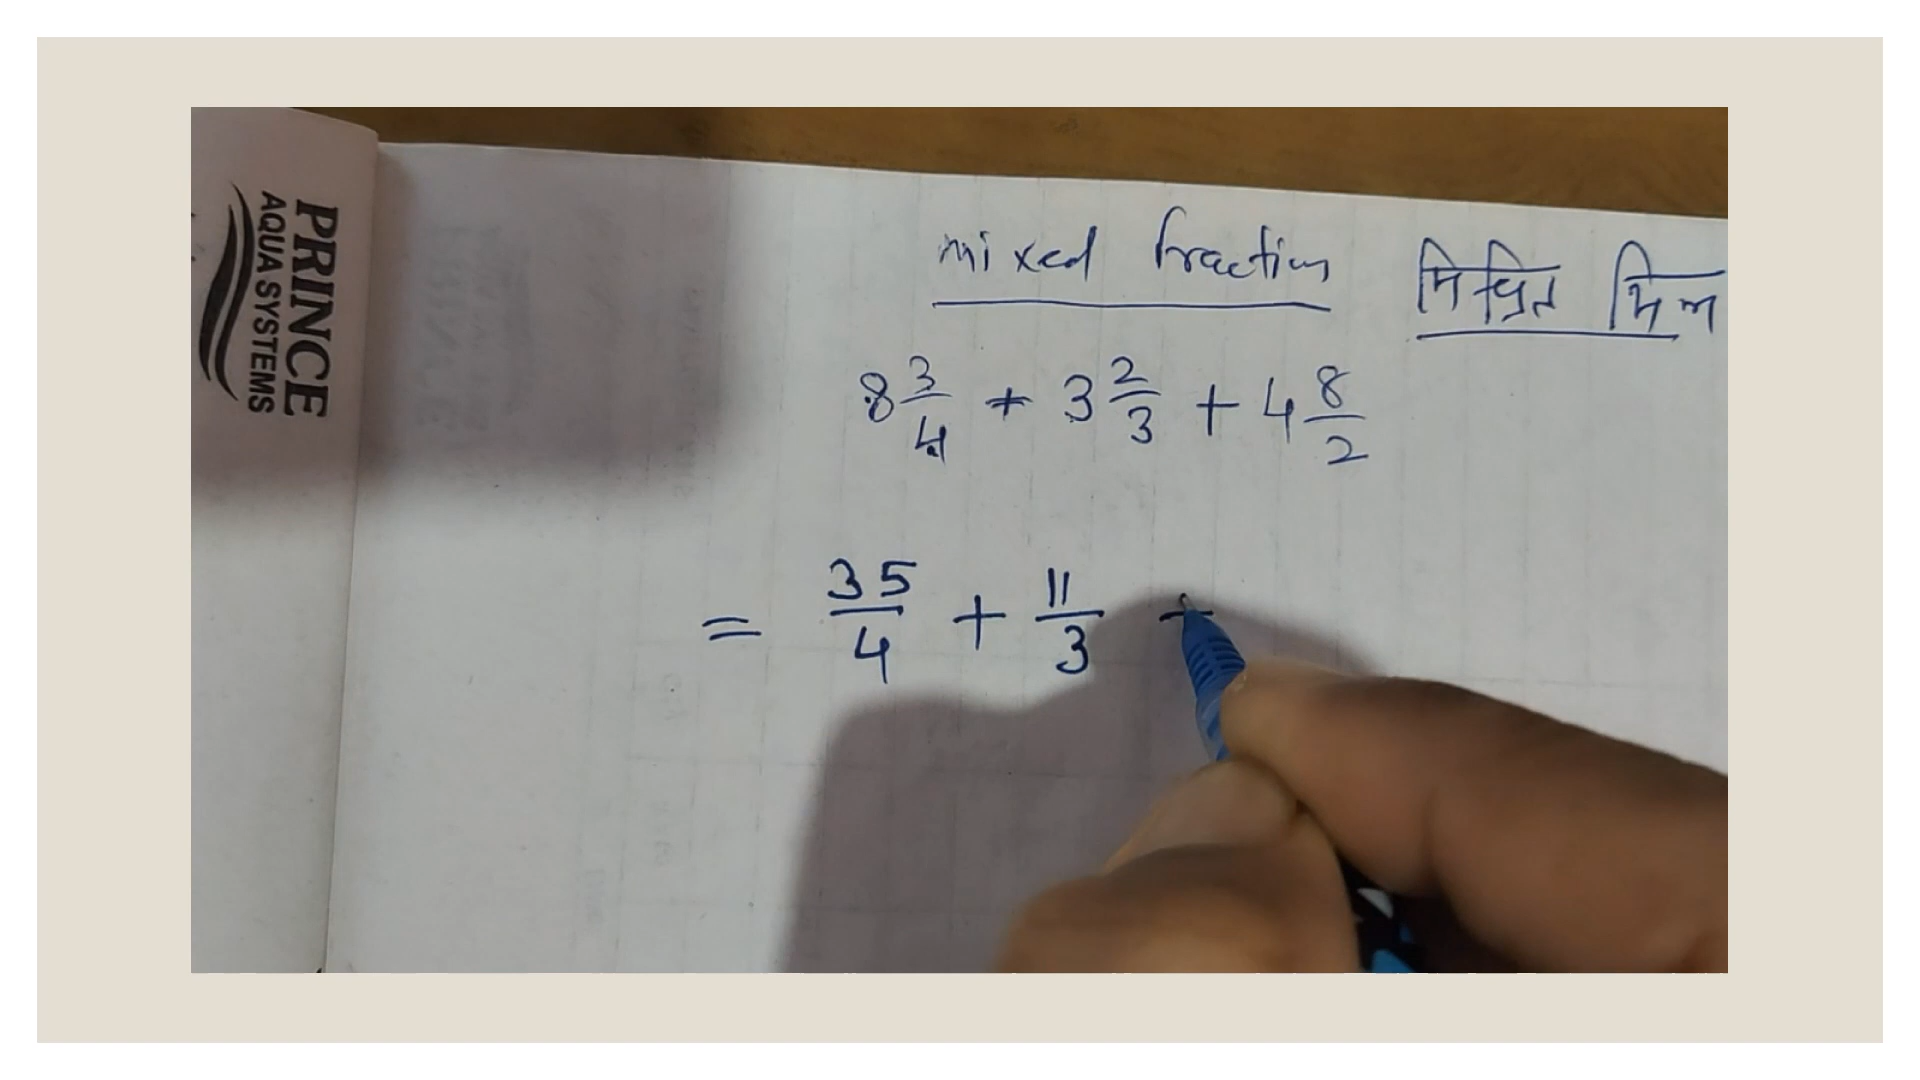 PRINCE
AQUA SYSTEMS
mixed fraction मिश्रित भिन्न
8 3/4 + 3 2/3 + 4 8/2
= 35/4 + 11/3 +